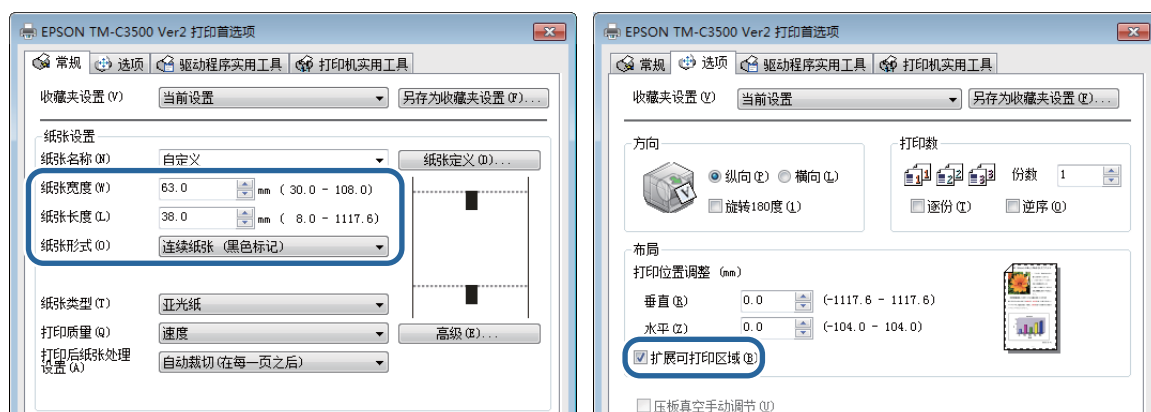 EPSON TM-C3500 Ver2 打印首选项
常规 选项 驱动程序实用工具 打印机实用工具
收藏夹设置(V) 当前设置 另存为收藏夹设置(F)...
纸张设置
纸张名称(N) 自定义 纸张定义(D)...
纸张宽度(W) 63.0 mm ( 30.0 - 108.0)
纸张长度(L) 38.0 mm ( 8.0 - 1117.6)
纸张形式(O) 连续纸张 (黑色标记)
纸张类型(T) 亚光纸
打印质量(Q) 速度 高级(E)...
打印后纸张处理
设置(A) 自动裁切(在每一页之后)
EPSON TM-C3500 Ver2 打印首选项
常规 选项 驱动程序实用工具 打印机实用工具
收藏夹设置(V) 当前设置 另存为收藏夹设置(E)...
方向
纵向(P) 横向(L)
旋转180度(1)
打印数
1 1 2 2 3 3 份数 1
逐份(T) 逆序(O)
布局
打印位置调整 (mm)
垂直(R) 0.0 (-1117.6 - 1117.6)
水平(Z) 0.0 (-104.0 - 104.0)
扩展可打印区域(B)
压板真空手动调节(U)